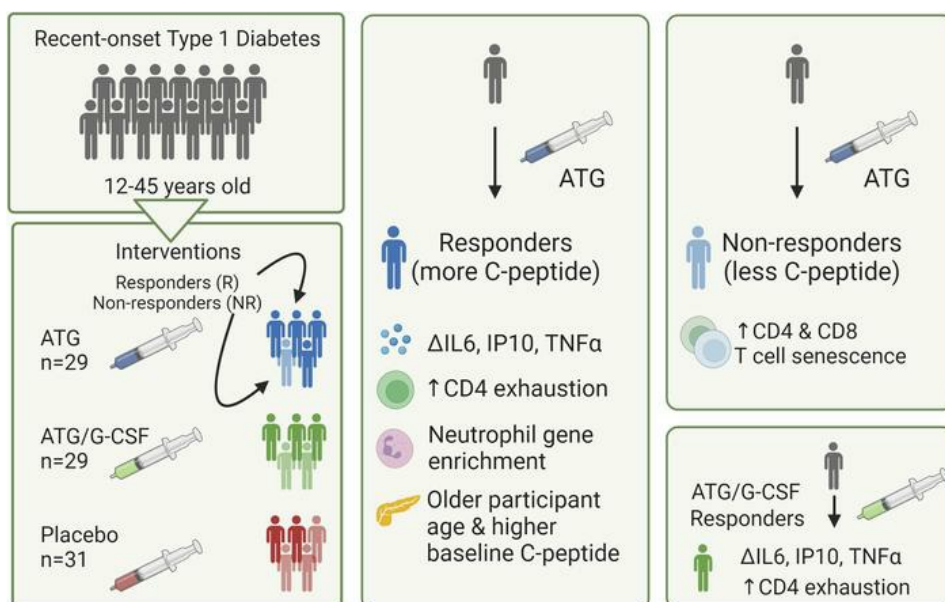 Recent-onset Type 1 Diabetes
12-45 years old
Interventions
Responders (R)
Non-responders (NR)
ATG
n=29
ATG/G-CSF
n=29
Placebo
n=31
ATG
Responders
(more C-peptide)
ΔIL6, IP10, TNFα
↑CD4 exhaustion
Neutrophil gene
enrichment
Older participant
age & higher
baseline C-peptide
ATG
Non-responders
(less C-peptide)
↑CD4 & CD8
T cell senescence
ATG/G-CSF
Responders
ΔIL6, IP10, TNFα
↑CD4 exhaustion